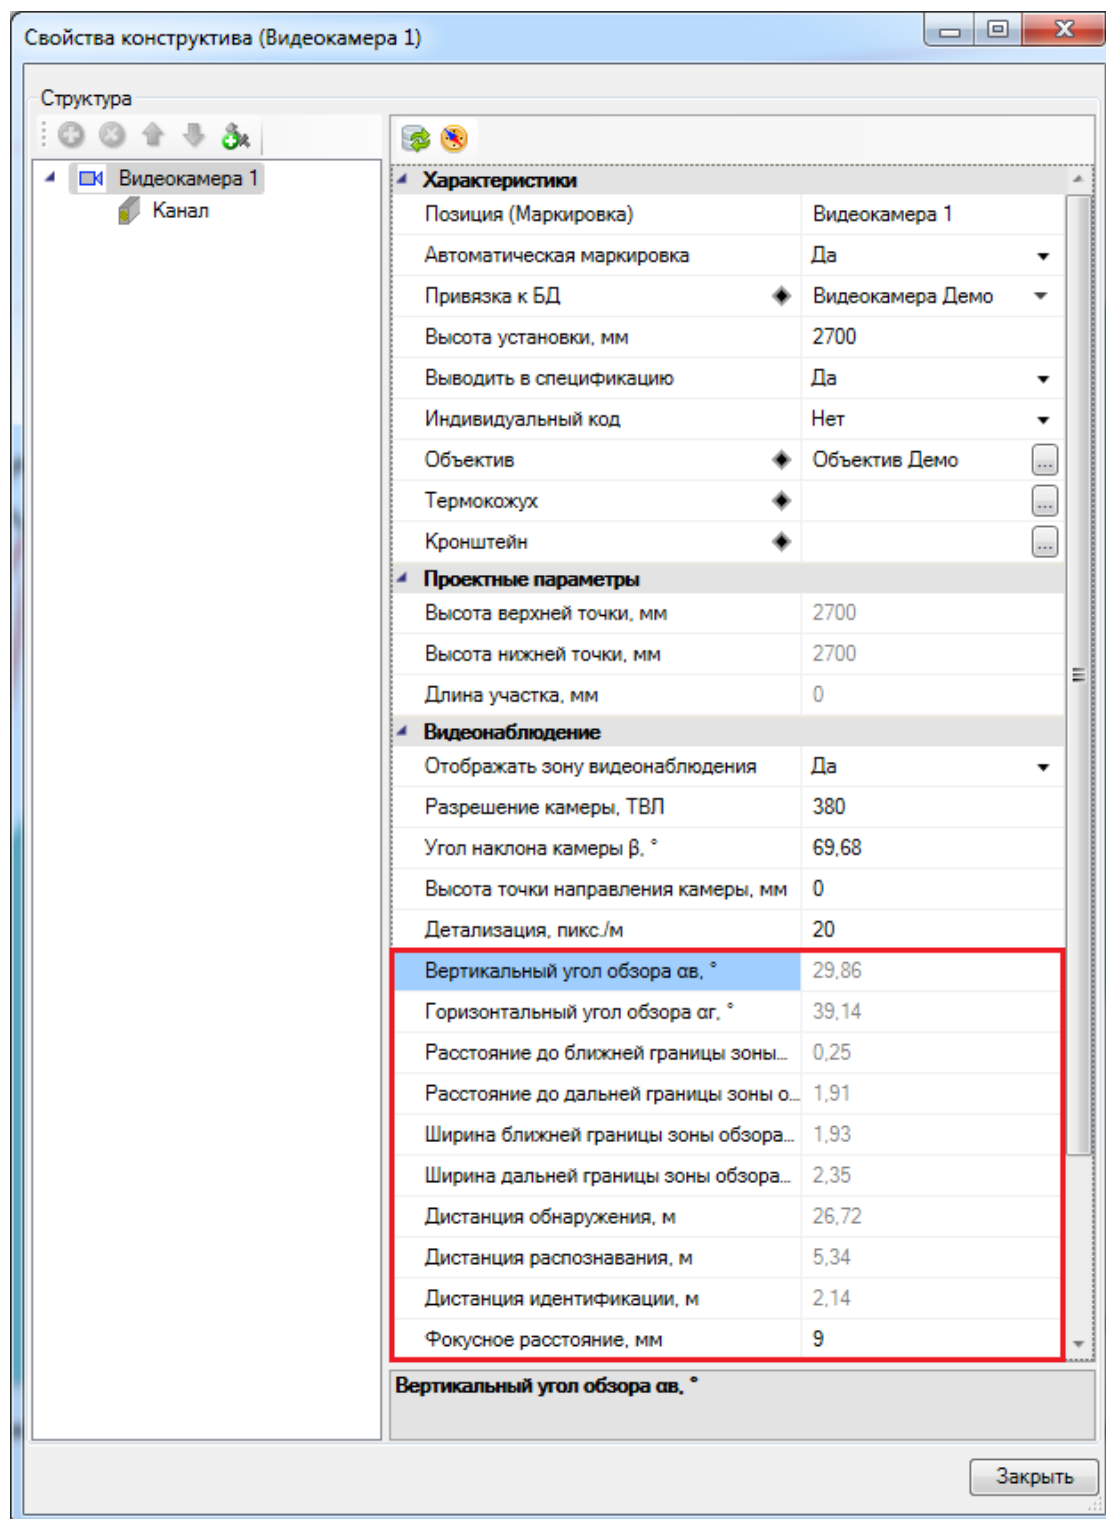 Свойства конструктива (Видеокамера 1)
Структура
Видеокамера 1
Канал
Характеристики
Позиция (Маркировка) Видеокамера 1
Автоматическая маркировка Да
Привязка к БД Видеокамера Демо
Высота установки, мм 2700
Выводить в спецификацию Да
Индивидуальный код Нет
Объектив Объектив Демо ...
Термокожух ...
Кронштейн ...
Проектные параметры
Высота верхней точки, мм 2700
Высота нижней точки, мм 2700
Длина участка, мм 0
Видеонаблюдение
Отображать зону видеонаблюдения Да
Разрешение камеры, ТВЛ 380
Угол наклона камеры β, ° 69,68
Высота точки направления камеры, мм 0
Детализация, пикс./м 20
Вертикальный угол обзора αв, ° 29,86
Горизонтальный угол обзора αг, ° 39,14
Расстояние до ближней границы зоны... 0,25
Расстояние до дальней границы зоны о... 1,91
Ширина ближней границы зоны обзора... 1,93
Ширина дальней границы зоны обзора... 2,35
Дистанция обнаружения, м 26,72
Дистанция распознавания, м 5,34
Дистанция идентификации, м 2,14
Фокусное расстояние, мм 9
Вертикальный угол обзора αв, °
Закрыть